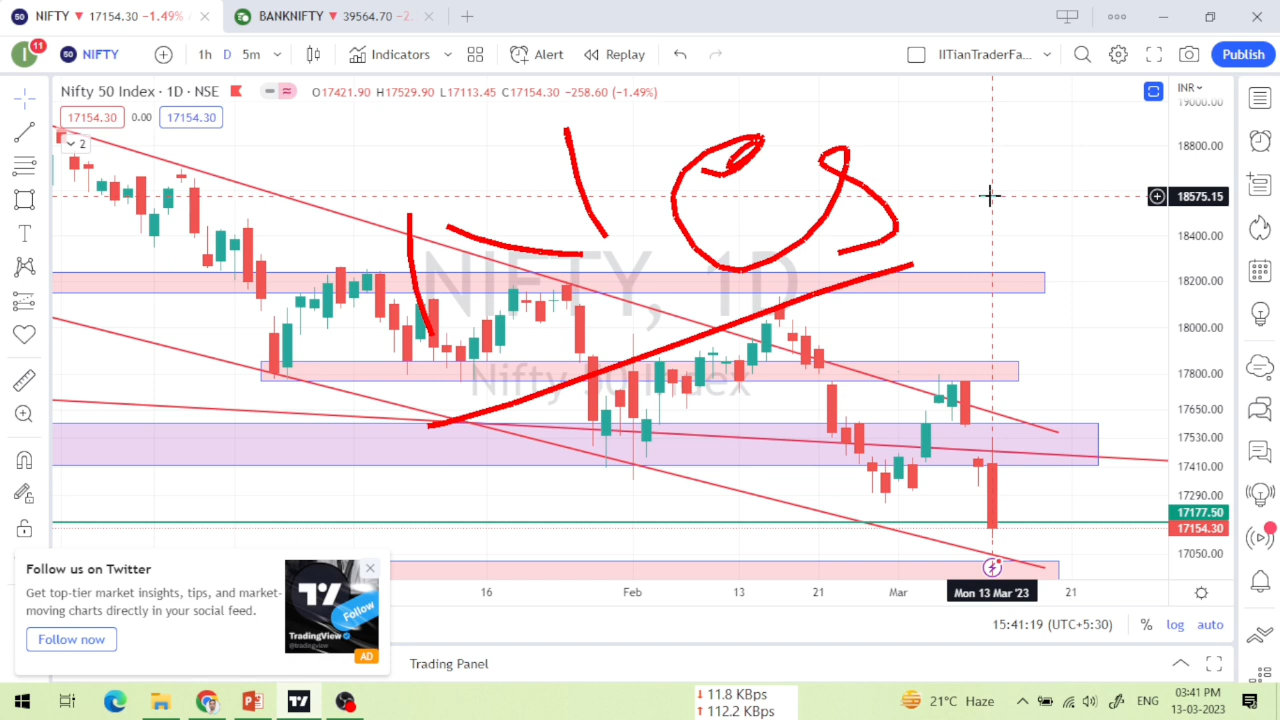 NIFTY ▼ 17154.30 −1.49%
BANKNIFTY ▼ 39564.70 −2...
I 11 50 NIFTY 1h D 5m Indicators Alert Replay IITianTraderFa... Publish
Nifty 50 Index · 1D · NSE O17421.90 H17529.90 L17113.45 C17154.30 −258.60 (−1.49%)
17154.30 0.00 17154.30
2
INR
19000.00
18800.00
18575.15
18400.00
18200.00
18000.00
17800.00
17650.00
17530.00
17410.00
17290.00
17177.50
17154.30
17050.00
NIFTY, 1D
Nifty 50 Index
16 Feb 13 21 Mar Mon 13 Mar '23 21
15:41:19 (UTC+5:30) % log auto
Follow us on Twitter
Get top-tier market insights, tips, and market-
moving charts directly in your social feed.
Follow now
Follow
TradingView
@tradingview
AD
Trading Panel
11.8 KBps
112.2 KBps
21°C Haze
ENG
03:41 PM
13-03-2023